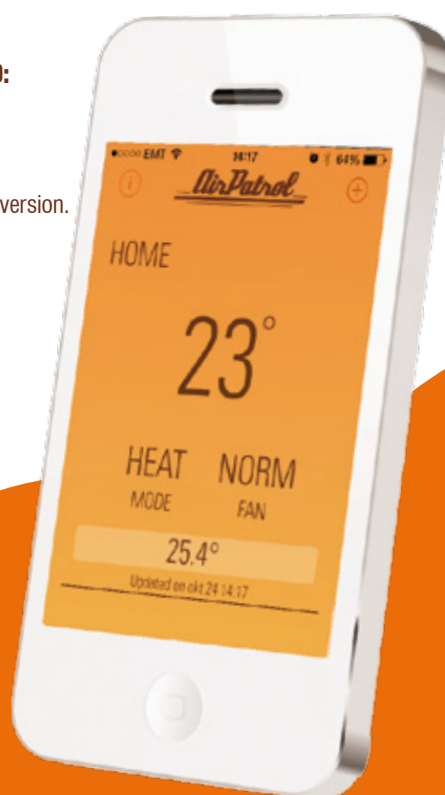 ):
version.
EMT 16:17 64%
AirPatrol
HOME
23°
HEAT NORM
MODE FAN
25.4°
Updated on okt 24 14:17